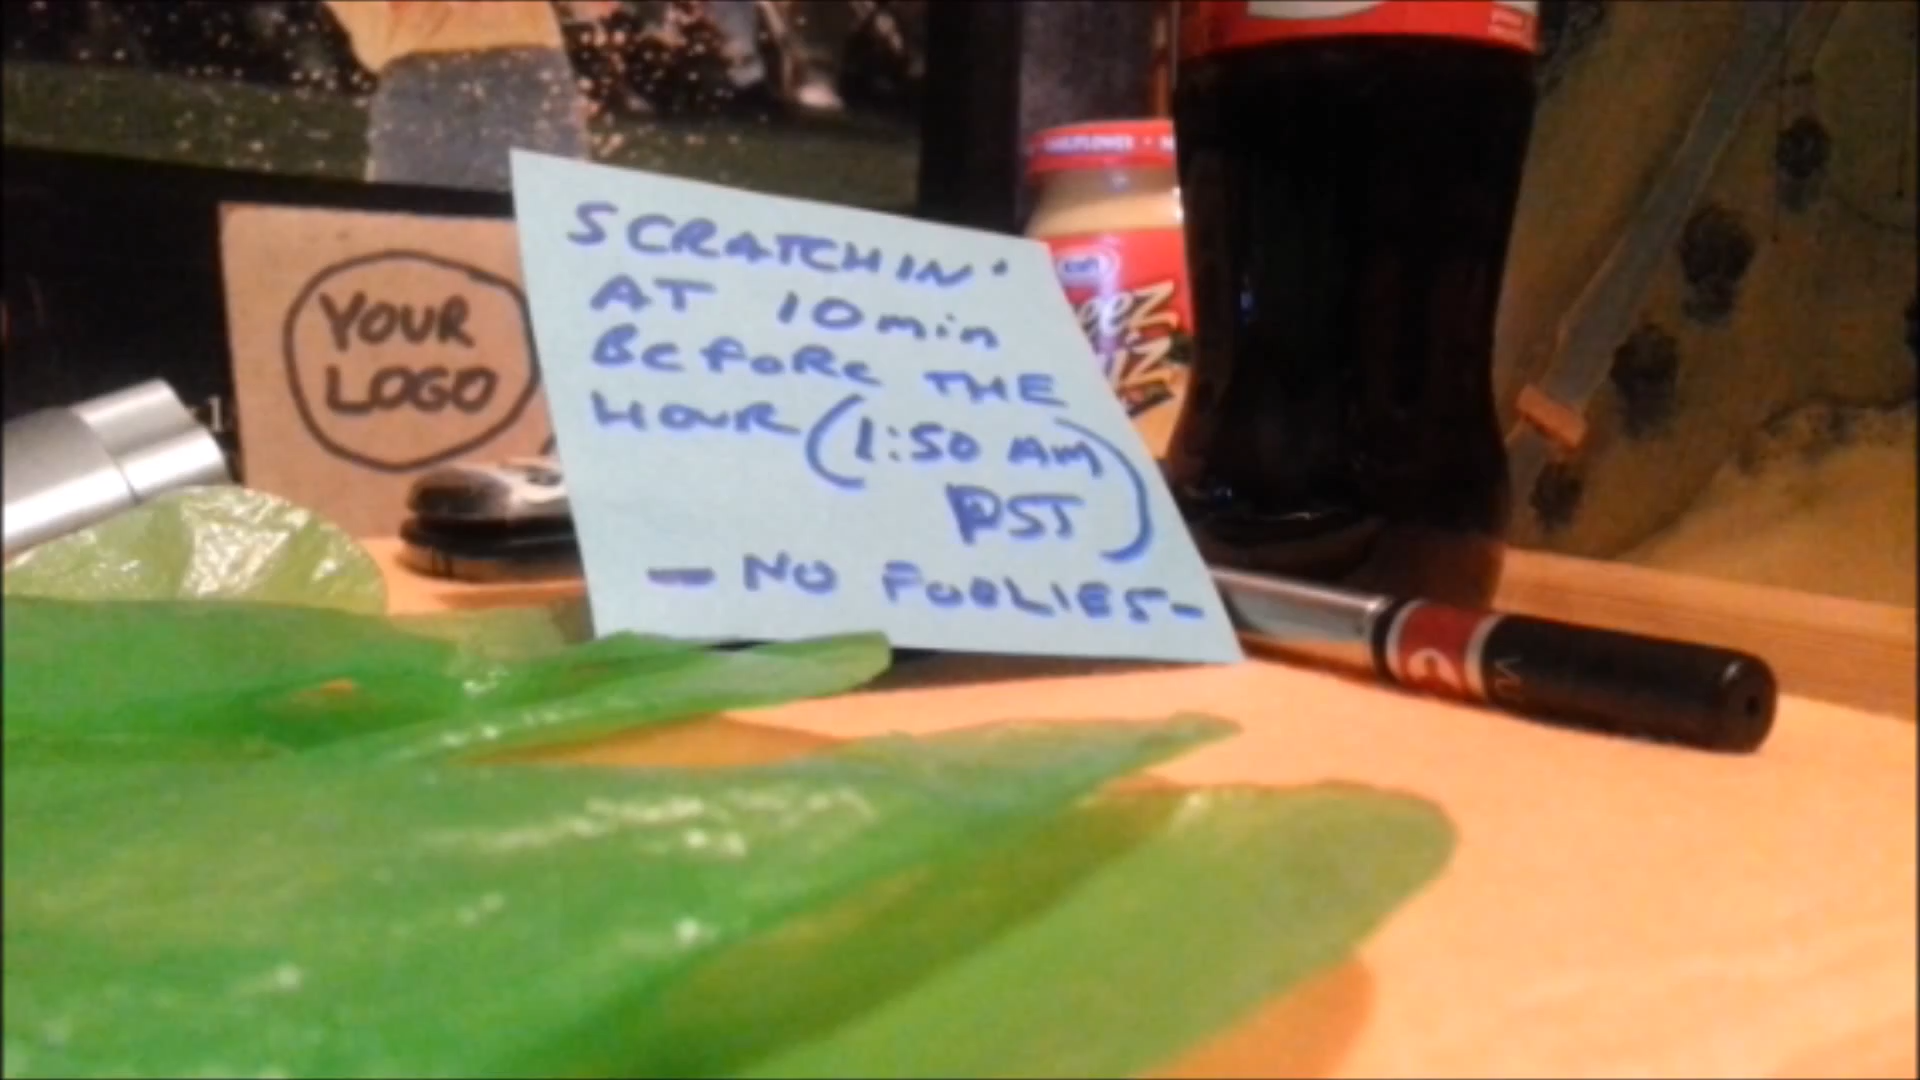 YOUR
LOGO
SCRATCHIN'
AT 10min
BEFORE THE
HOUR (1:50 AM
PST)
- NO FOOLIES -